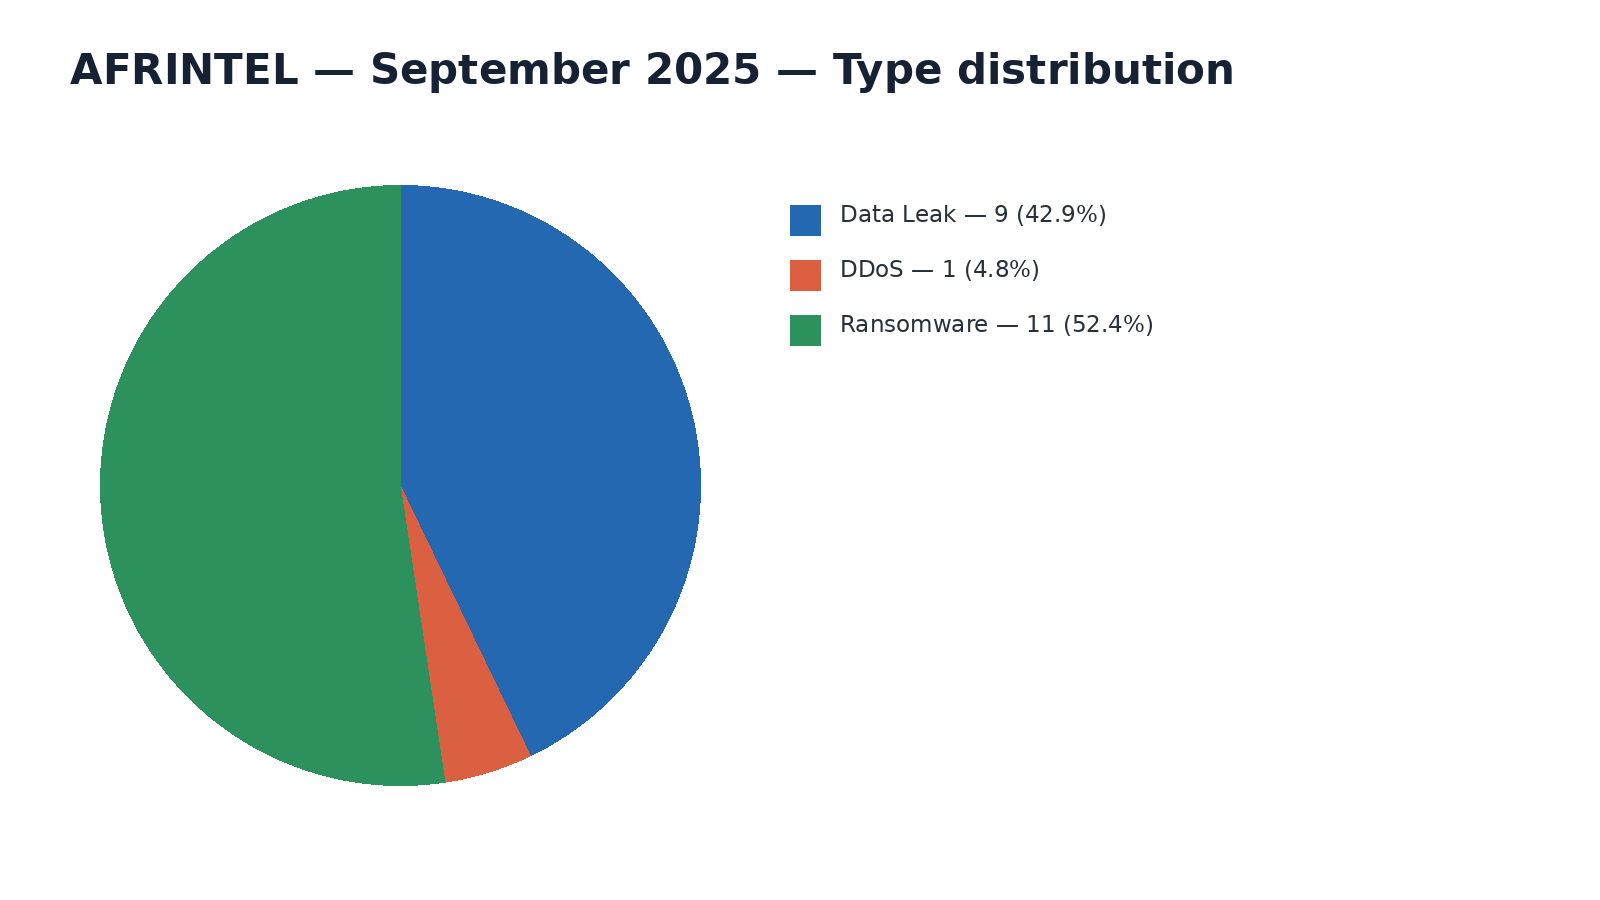 AFRINTEL — September 2025 — Type distribution
Data Leak — 9 (42.9%)
DDoS — 1 (4.8%)
Ransomware — 11 (52.4%)